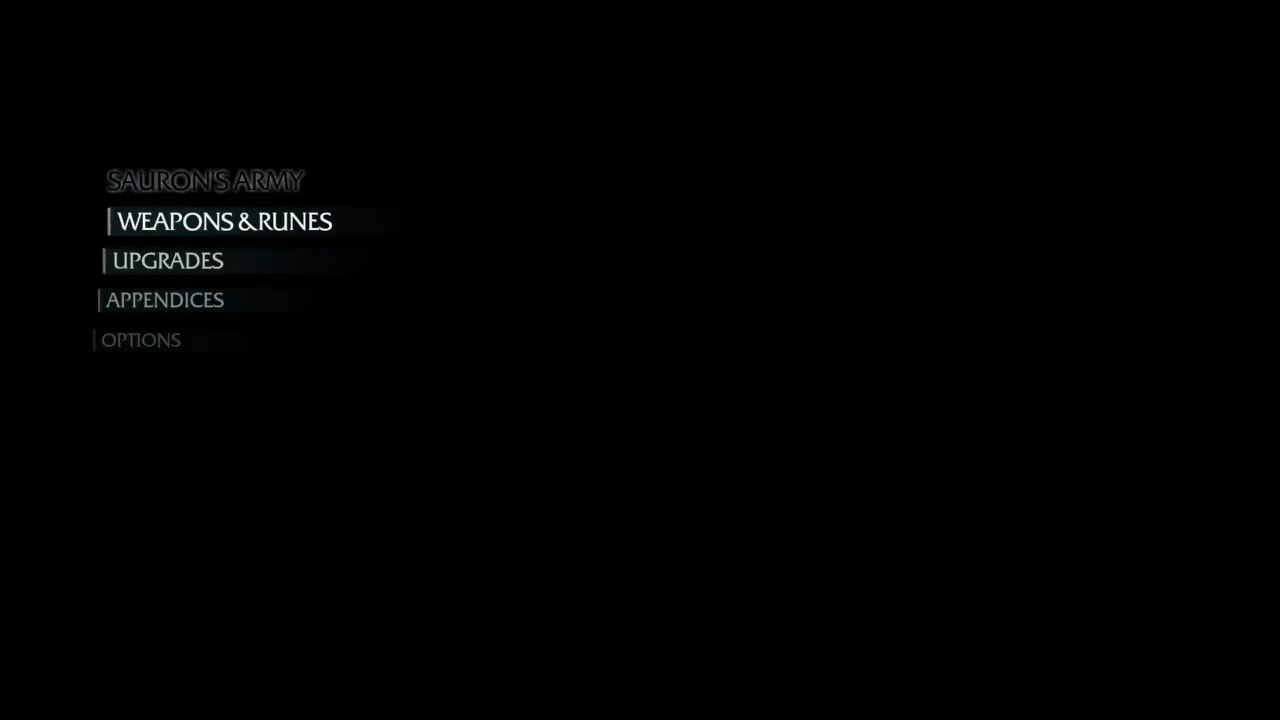 SAURON'S ARMY
WEAPONS & RUNES
UPGRADES
APPENDICES
OPTIONS